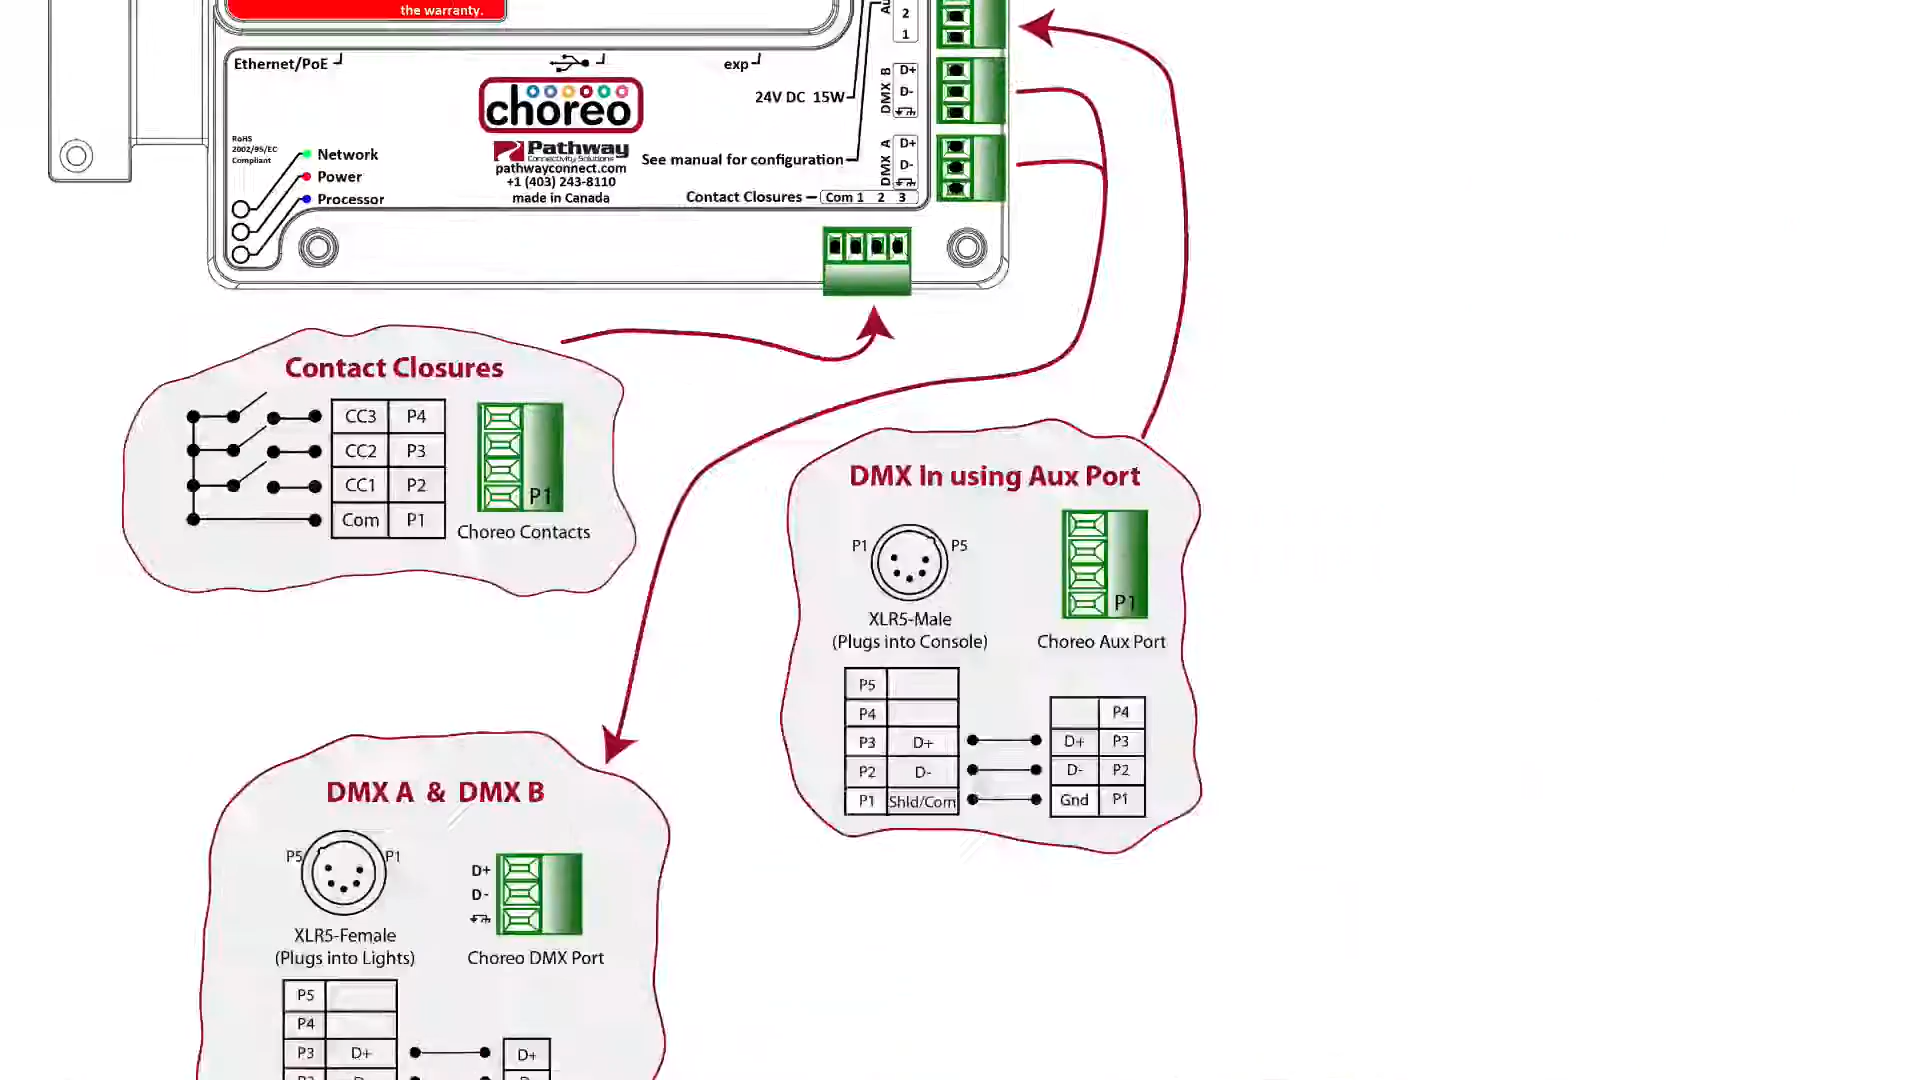 the warranty.
2
1
Ethernet/PoE
exp
24V DC 15W
DMX B
D+
D-
choreo
Pathway
Connectivity Solutions
pathwayconnect.com
+1 (403) 243-8110
made in Canada
RoHS
2002/95/EC
Compliant
Network
Power
Processor
See manual for configuration
DMX A
D+
D-
Contact Closures
Com 1 2 3
Contact Closures
CC3 P4
CC2 P3
CC1 P2
Com P1
P1
Choreo Contacts
DMX In using Aux Port
P1 P5
P1
XLR5-Male
(Plugs into Console)
Choreo Aux Port
P5
P4
P3 D+
P2 D-
P1 Shld/Com
P4
D+ P3
D- P2
Gnd P1
DMX A & DMX B
P5 P1
D+
D-
XLR5-Female
(Plugs into Lights)
Choreo DMX Port
P5
P4
P3 D+
D+